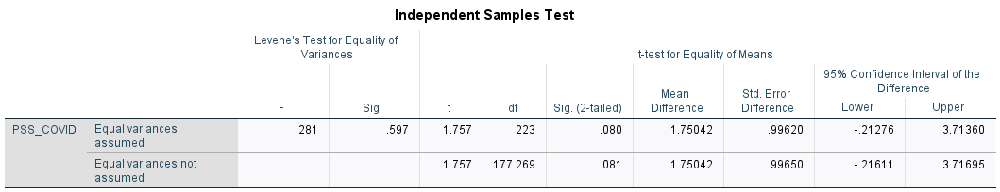 Independent Samples Test
Levene's Test for Equality of
Variances
t-test for Equality of Means
F
Sig.
t
df
Sig. (2-tailed)
Mean
Difference
Std. Error
Difference
95% Confidence Interval of the
Difference
Lower
Upper
PSS_COVID
Equal variances
assumed
.281
.597
1.757
223
.080
1.75042
.99620
-.21276
3.71360
Equal variances not
assumed
1.757
177.269
.081
1.75042
.99650
-.21611
3.71695